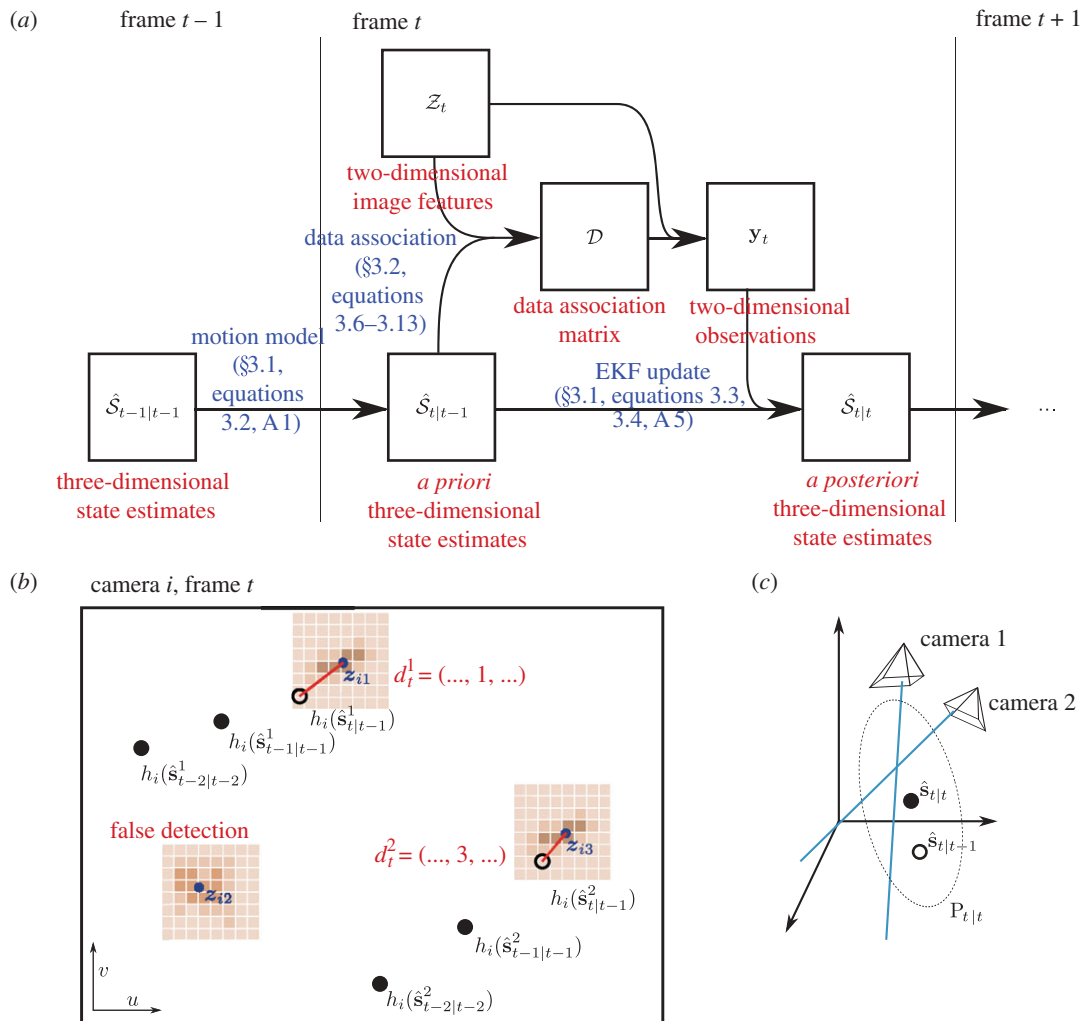 (a)
frame t – 1
frame t
frame t + 1
𝒵_t
two-dimensional
image features
data association
(§3.2,
equations
3.6–3.13)
𝒟
data association
matrix
y_t
two-dimensional
observations
motion model
(§3.1,
equations
3.2, A 1)
EKF update
(§3.1, equations 3.3,
3.4, A 5)
Ŝ_{t−1|t−1}
Ŝ_{t|t−1}
Ŝ_{t|t}
...
three-dimensional
state estimates
a priori
three-dimensional
state estimates
a posteriori
three-dimensional
state estimates
(b)
camera i, frame t
z_{i1}
d_t^1 = (..., 1, ...)
h_i(ŝ^1_{t|t−1})
h_i(ŝ^1_{t−1|t−1})
h_i(ŝ^1_{t−2|t−2})
false detection
z_{i2}
d_t^2 = (..., 3, ...)
z_{i3}
h_i(ŝ^2_{t|t−1})
h_i(ŝ^2_{t−1|t−1})
h_i(ŝ^2_{t−2|t−2})
v
u
(c)
camera 1
camera 2
ŝ_{t|t}
ŝ_{t|t−1}
P_{t|t}